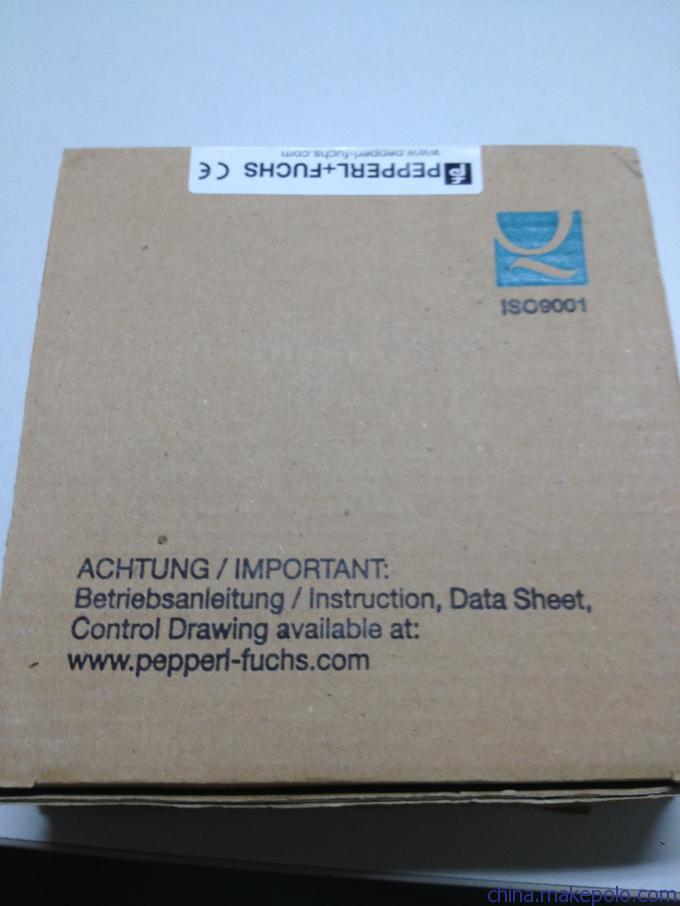 www.pepperl-fuchs.com
PEPPERL+FUCHS CE
ISO9001
ACHTUNG / IMPORTANT:
Betriebsanleitung / Instruction, Data Sheet,
Control Drawing available at:
www.pepperl-fuchs.com
china.makepolo.com